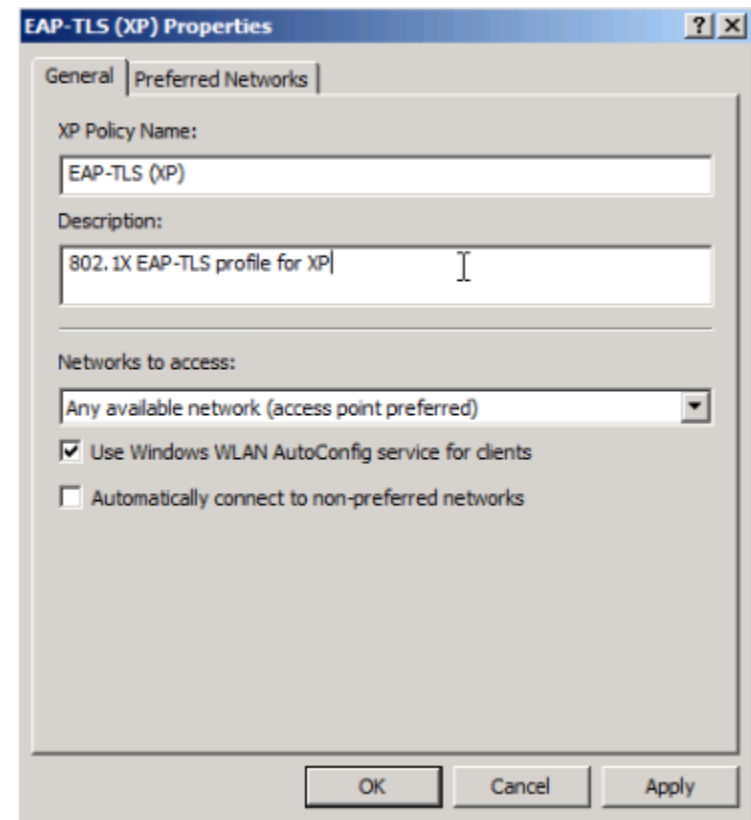 EAP-TLS (XP) Properties
General
Preferred Networks
XP Policy Name:
EAP-TLS (XP)
Description:
802.1X EAP-TLS profile for XP
Networks to access:
Any available network (access point preferred)
Use Windows WLAN AutoConfig service for clients
Automatically connect to non-preferred networks
OK
Cancel
Apply